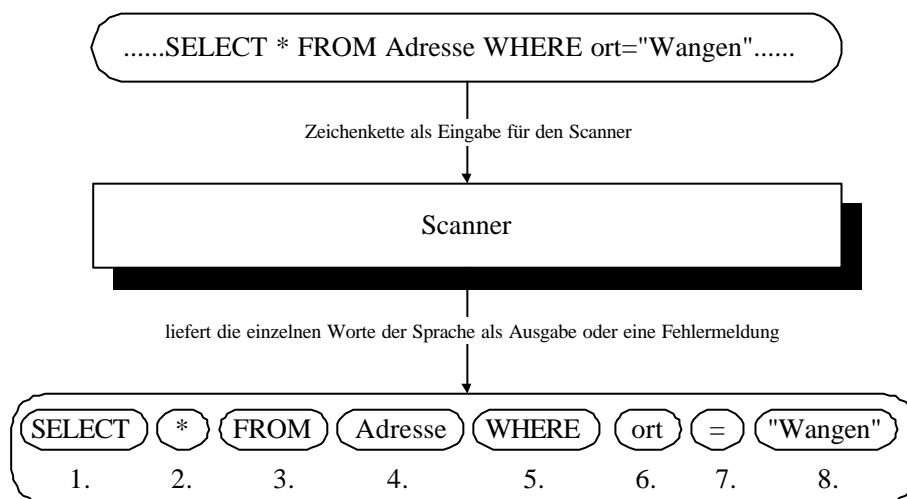 ......SELECT * FROM Adresse WHERE ort="Wangen"......
Zeichenkette als Eingabe für den Scanner
Scanner
liefert die einzelnen Worte der Sprache als Ausgabe oder eine Fehlermeldung
SELECT * FROM Adresse WHERE ort = "Wangen"
1. 2. 3. 4. 5. 6. 7. 8.